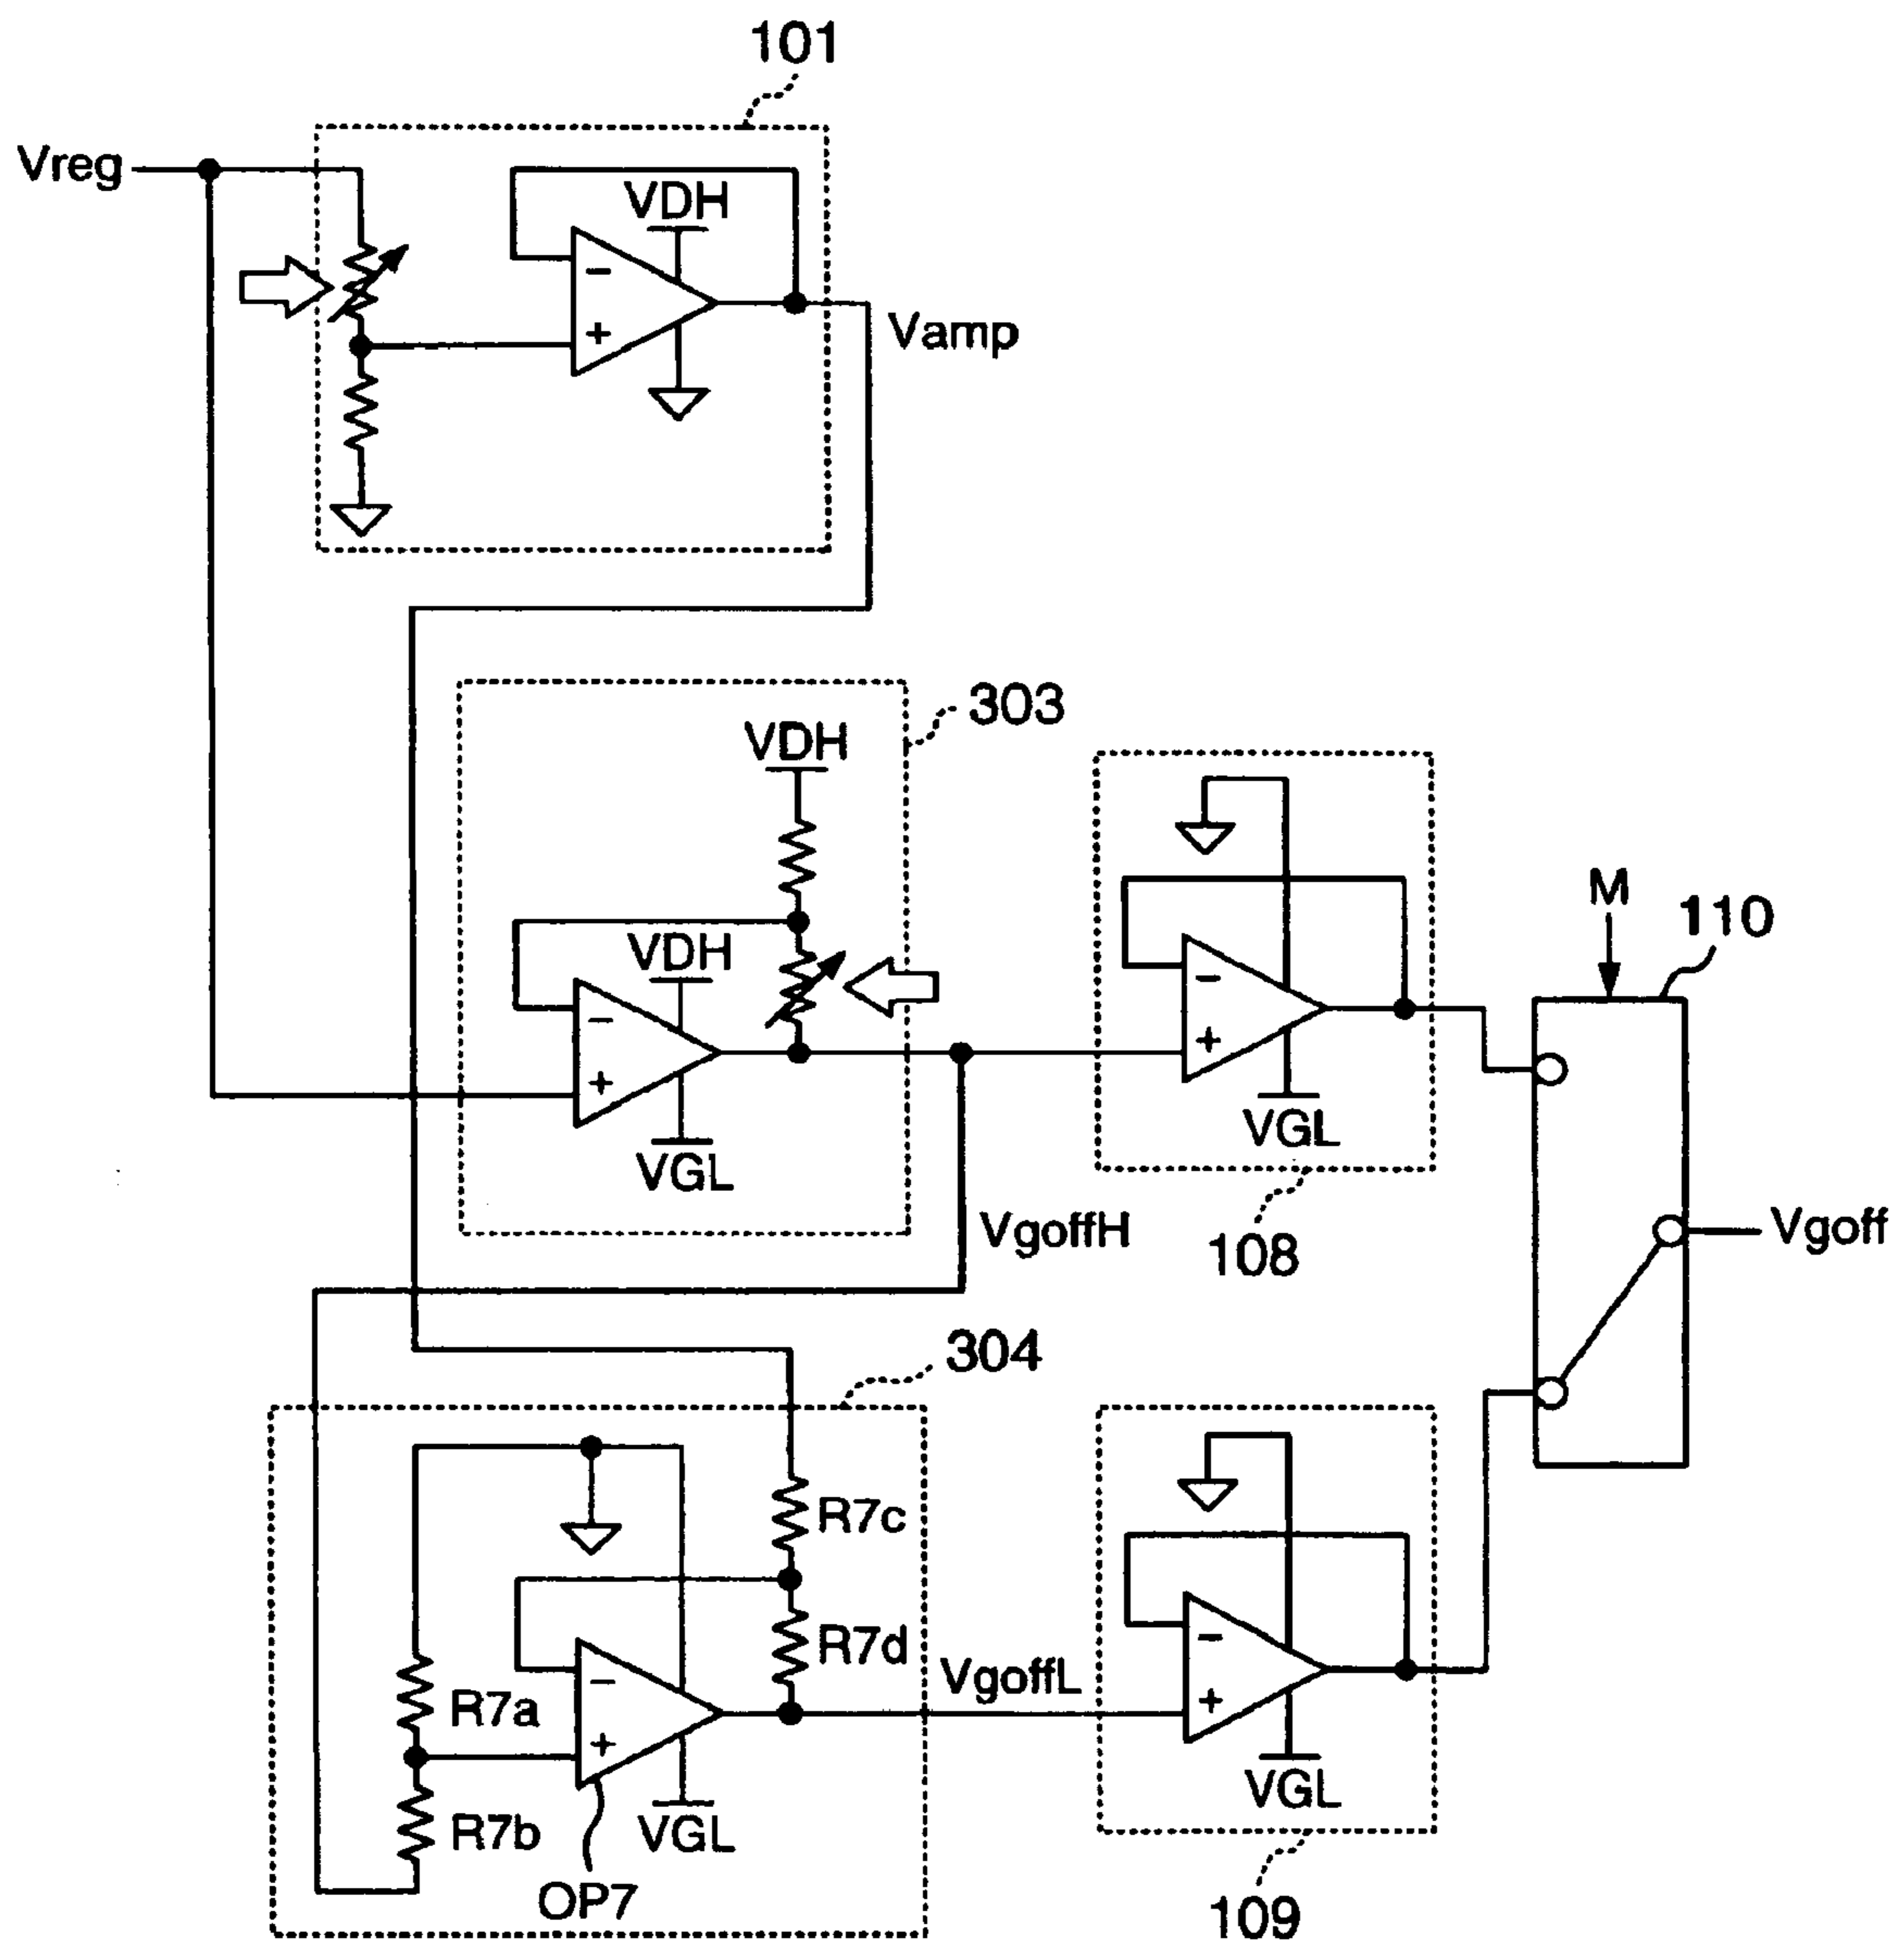 101
Vreg
VDH
−
+
Vamp
303
VDH
VDH
−
+
VGL
VgoffH
−
+
VGL
108
M
110
Vgoff
304
R7c
R7d
R7a
R7b
−
+
VGL
OP7
VgoffL
−
+
VGL
109